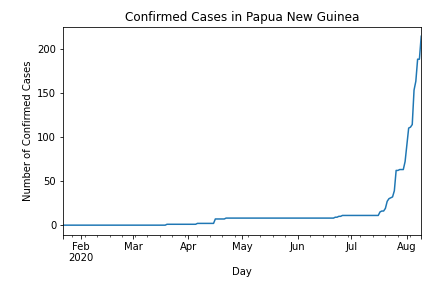 Confirmed Cases in Papua New Guinea
Number of Confirmed Cases
200
150
100
50
0
Feb Mar Apr May Jun Jul Aug
2020
Day